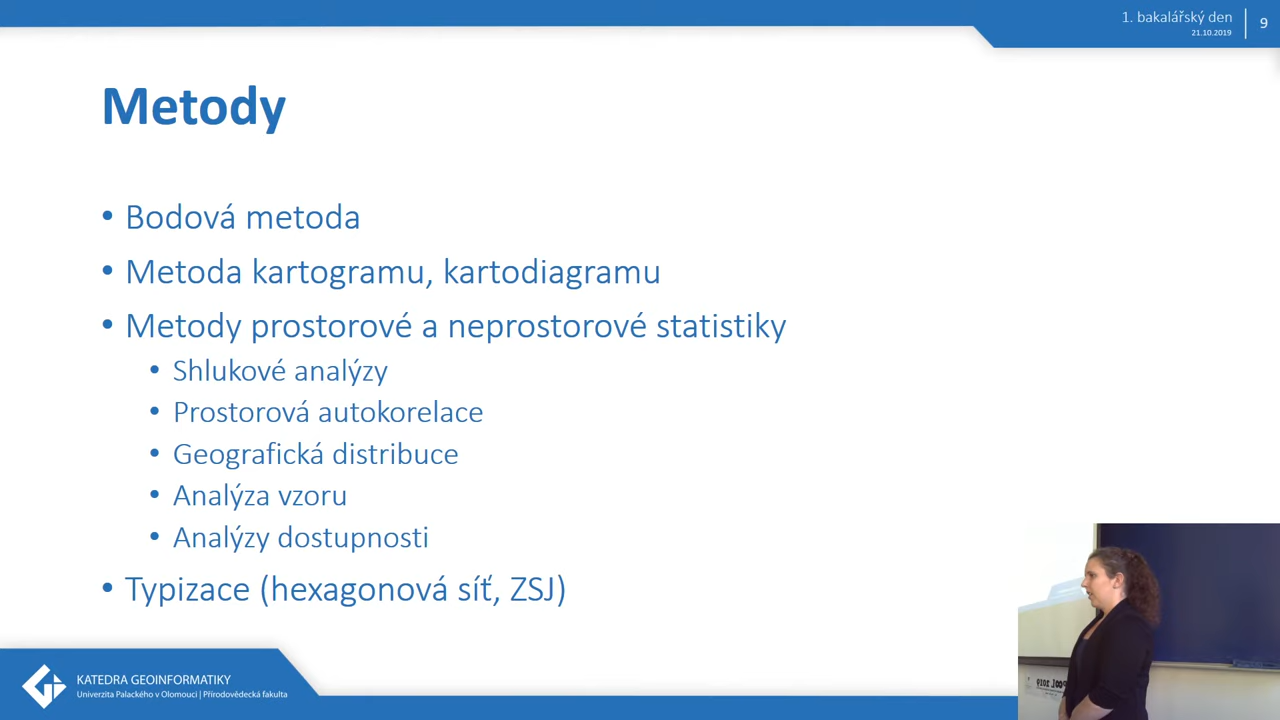 1. bakalářský den
21.10.2019
9
Metody
• Bodová metoda
• Metoda kartogramu, kartodiagramu
• Metody prostorové a neprostorové statistiky
• Shlukové analýzy
• Prostorová autokorelace
• Geografická distribuce
• Analýza vzoru
• Analýzy dostupnosti
• Typizace (hexagonová síť, ZSJ)
KATEDRA GEOINFORMATIKY
Univerzita Palackého v Olomouci | Přírodovědecká fakulta